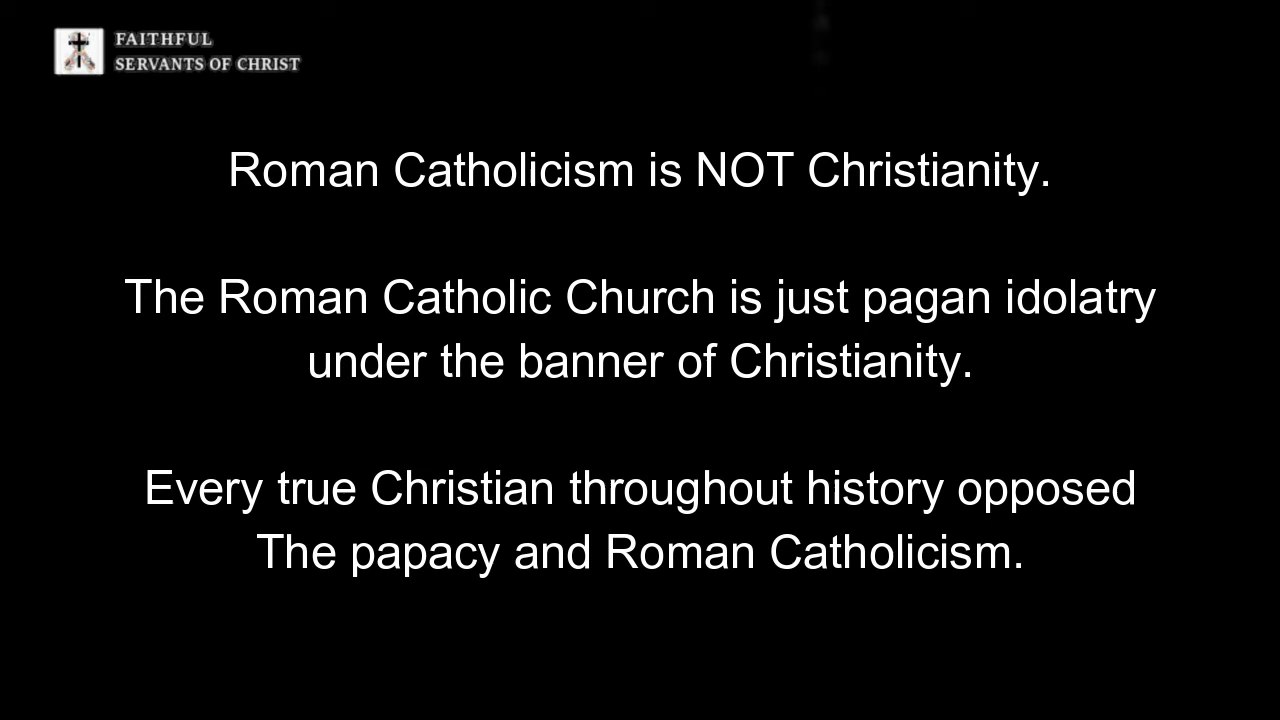 FAITHFUL
SERVANTS OF CHRIST
Roman Catholicism is NOT Christianity.
The Roman Catholic Church is just pagan idolatry
under the banner of Christianity.
Every true Christian throughout history opposed
The papacy and Roman Catholicism.